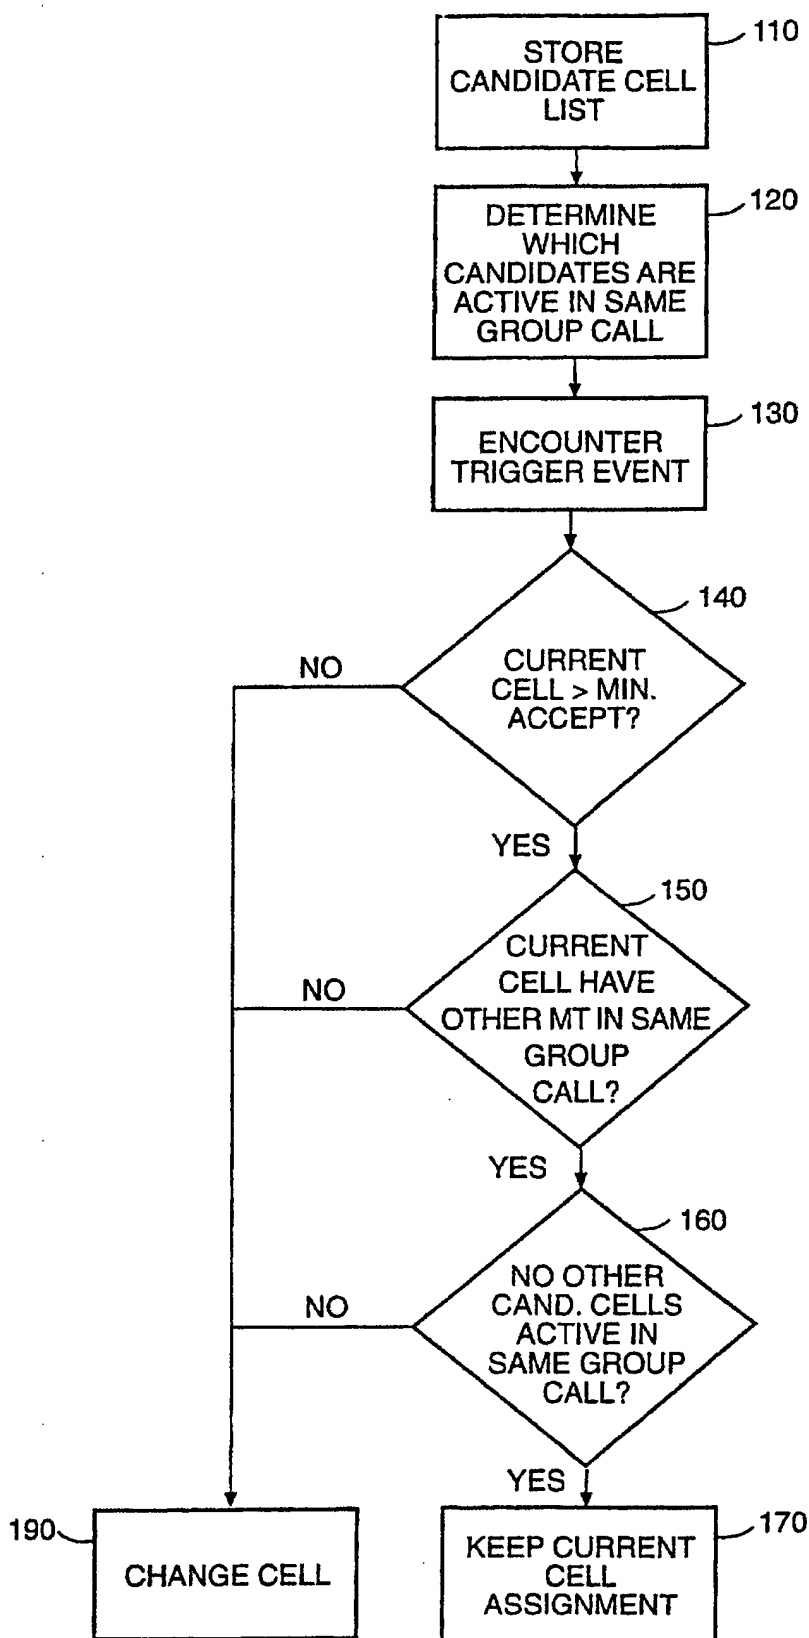 110
STORE
CANDIDATE CELL
LIST
120
DETERMINE
WHICH
CANDIDATES ARE
ACTIVE IN SAME
GROUP CALL
130
ENCOUNTER
TRIGGER EVENT
140
CURRENT
CELL > MIN.
ACCEPT?
NO
YES
150
CURRENT
CELL HAVE
OTHER MT IN SAME
GROUP
CALL?
NO
YES
160
NO OTHER
CAND. CELLS
ACTIVE IN
SAME GROUP
CALL?
NO
YES
190
CHANGE CELL
170
KEEP CURRENT
CELL
ASSIGNMENT